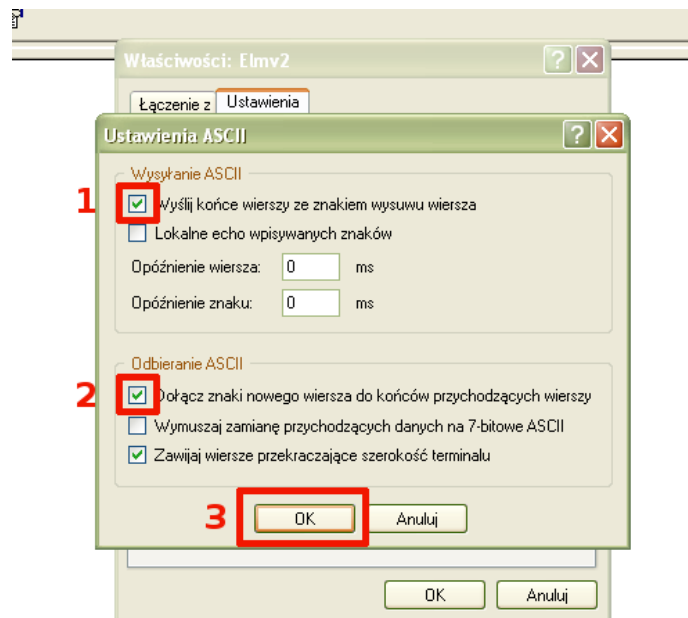 Właściwości: Elmv2
Łączenie z Ustawienia
Ustawienia ASCII
Wysyłanie ASCII
1 Wyślij końce wierszy ze znakiem wysuwu wiersza
Lokalne echo wpisywanych znaków
Opóźnienie wiersza: 0 ms
Opóźnienie znaku: 0 ms
Odbieranie ASCII
2 Dołącz znaki nowego wiersza do końców przychodzących wierszy
Wymuszaj zamianę przychodzących danych na 7-bitowe ASCII
Zawijaj wiersze przekraczające szerokość terminalu
3 OK Anuluj
OK Anuluj